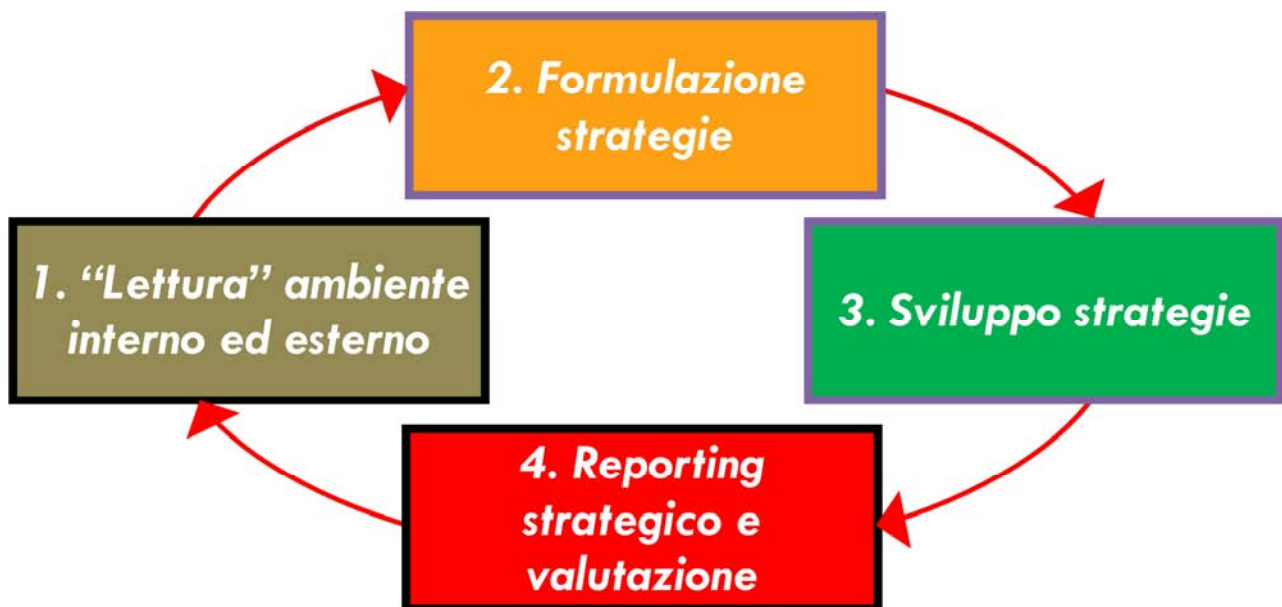 2. Formulazione
strategie
1. “Lettura” ambiente
interno ed esterno
3. Sviluppo strategie
4. Reporting
strategico e
valutazione